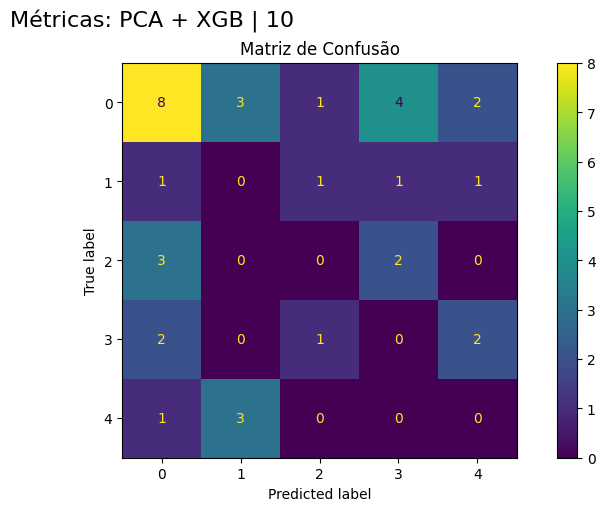 Métricas: PCA + XGB | 10
Matriz de Confusão
0 8 3 1 4 2
1 1 0 1 1 1
2 3 0 0 2 0
3 2 0 1 0 2
4 1 3 0 0 0
0 1 2 3 4
True label
Predicted label
8
7
6
5
4
3
2
1
0